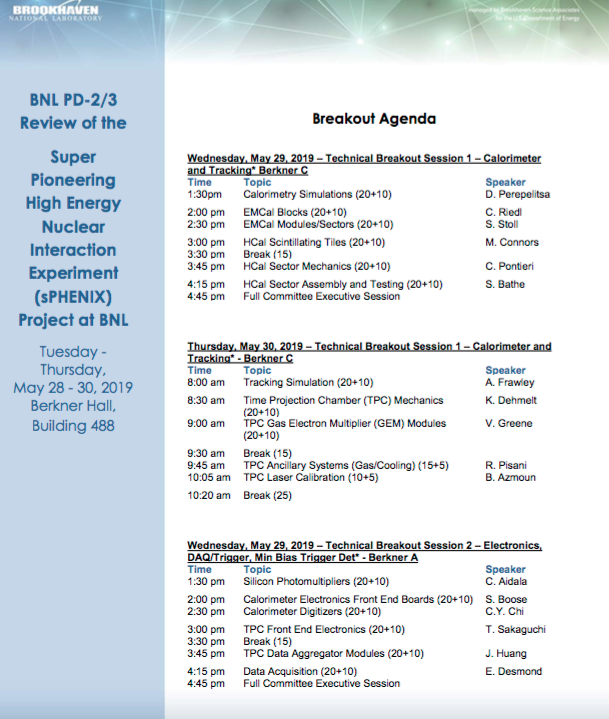 BROOKHAVEN
NATIONAL LABORATORY
managed by Brookhaven Science Associates
for the U.S. Department of Energy
BNL PD-2/3
Review of the
Super
Pioneering
High Energy
Nuclear
Interaction
Experiment
(sPHENIX)
Project at BNL
Tuesday -
Thursday,
May 28 - 30, 2019
Berkner Hall,
Building 488
Breakout Agenda
Wednesday, May 29, 2019 – Technical Breakout Session 1 – Calorimeter
and Tracking* Berkner C
Time Topic Speaker
1:30pm Calorimetry Simulations (20+10) D. Perepelitsa
2:00 pm EMCal Blocks (20+10) C. Riedl
2:30 pm EMCal Modules/Sectors (20+10) S. Stoll
3:00 pm HCal Scintillating Tiles (20+10) M. Connors
3:30 pm Break (15)
3:45 pm HCal Sector Mechanics (20+10) C. Pontieri
4:15 pm HCal Sector Assembly and Testing (20+10) S. Bathe
4:45 pm Full Committee Executive Session
Thursday, May 30, 2019 – Technical Breakout Session 1 – Calorimeter and
Tracking* - Berkner C
Time Topic Speaker
8:00 am Tracking Simulation (20+10) A. Frawley
8:30 am Time Projection Chamber (TPC) Mechanics K. Dehmelt
(20+10)
9:00 am TPC Gas Electron Multiplier (GEM) Modules V. Greene
(20+10)
9:30 am Break (15)
9:45 am TPC Ancillary Systems (Gas/Cooling) (15+5) R. Pisani
10:05 am TPC Laser Calibration (10+5) B. Azmoun
10:20 am Break (25)
Wednesday, May 29, 2019 – Technical Breakout Session 2 – Electronics,
DAQ/Trigger, Min Bias Trigger Det* - Berkner A
Time Topic Speaker
1:30 pm Silicon Photomultipliers (20+10) C. Aidala
2:00 pm Calorimeter Electronics Front End Boards (20+10) S. Boose
2:30 pm Calorimeter Digitizers (20+10) C.Y. Chi
3:00 pm TPC Front End Electronics (20+10) T. Sakaguchi
3:30 pm Break (15)
3:45 pm TPC Data Aggregator Modules (20+10) J. Huang
4:15 pm Data Acquisition (20+10) E. Desmond
4:45 pm Full Committee Executive Session